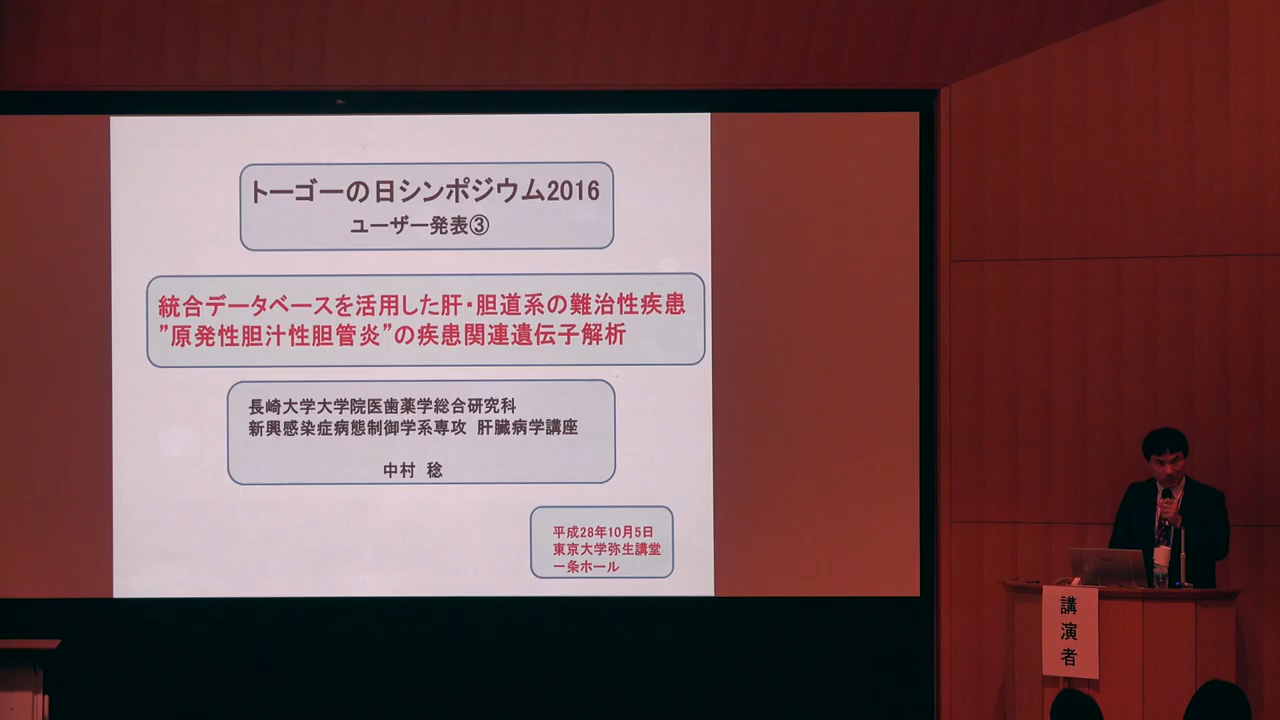 トーゴーの日シンポジウム2016
ユーザー発表③
統合データベースを活用した肝・胆道系の難治性疾患
”原発性胆汁性胆管炎”の疾患関連遺伝子解析
長崎大学大学院医歯薬学総合研究科
新興感染症病態制御学系専攻 肝臓病学講座
中村 稔
平成28年10月5日
東京大学弥生講堂
一条ホール
講演者